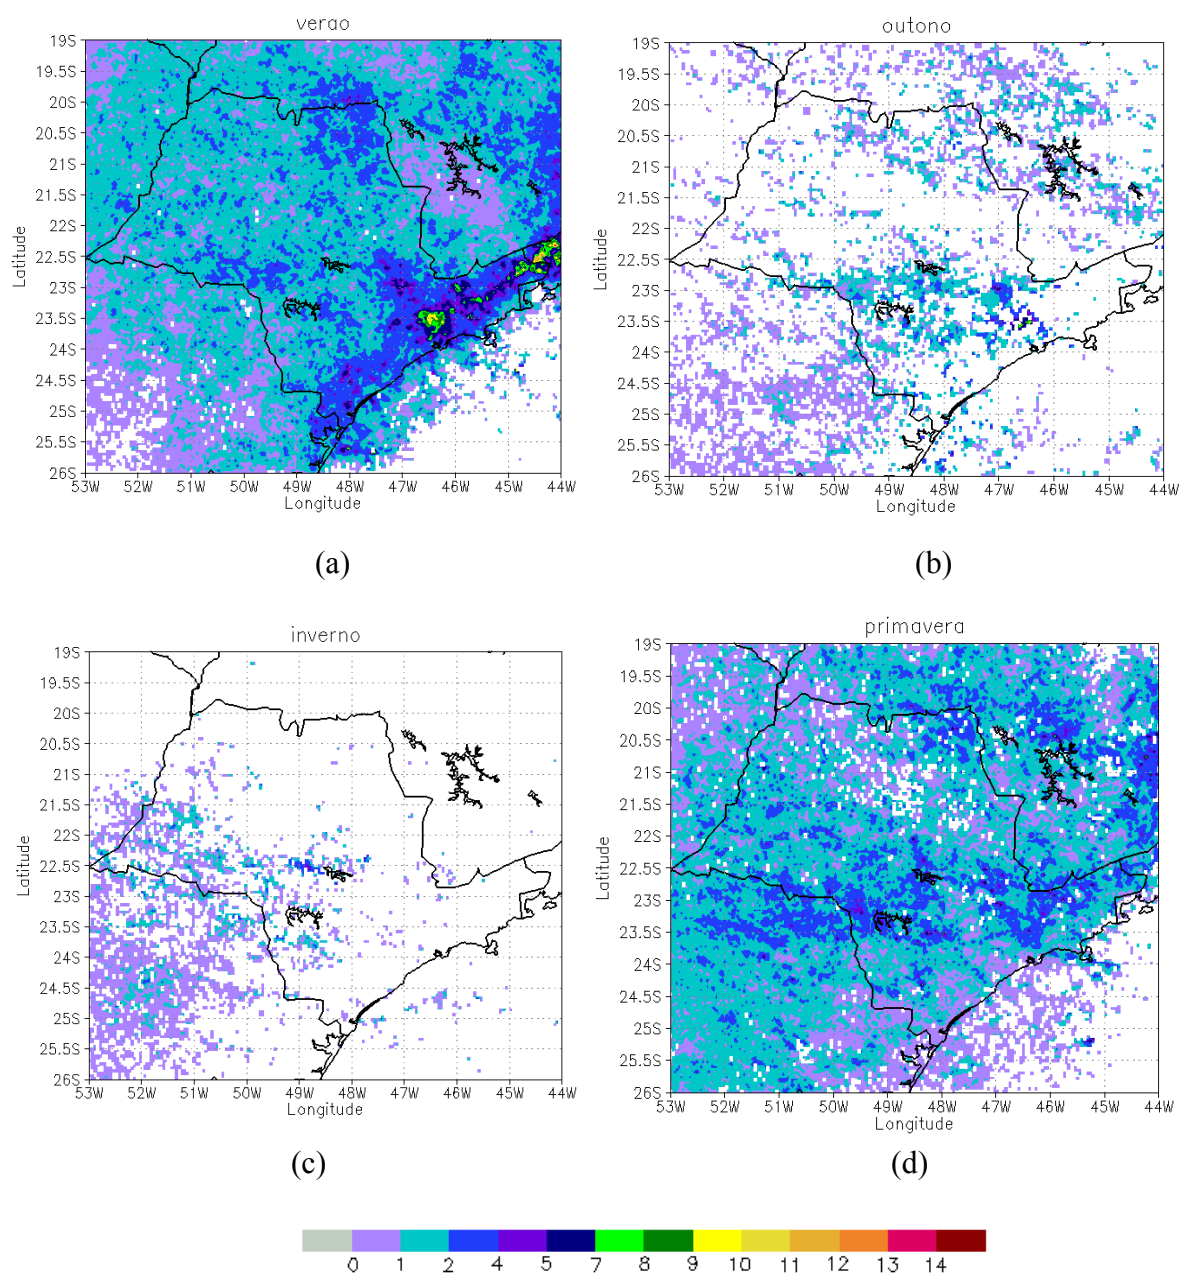 verao
19S
19.5S
20S
20.5S
21S
21.5S
22S
22.5S
23S
23.5S
24S
24.5S
25S
25.5S
26S
Latitude
53W 52W 51W 50W 49W 48W 47W 46W 45W 44W
Longitude
(a)
outono
19S
19.5S
20S
20.5S
21S
21.5S
22S
22.5S
23S
23.5S
24S
24.5S
25S
25.5S
26S
Latitude
53W 52W 51W 50W 49W 48W 47W 46W 45W 44W
Longitude
(b)
inverno
19S
19.5S
20S
20.5S
21S
21.5S
22S
22.5S
23S
23.5S
24S
24.5S
25S
25.5S
26S
Latitude
53W 52W 51W 50W 49W 48W 47W 46W 45W 44W
Longitude
(c)
primavera
19S
19.5S
20S
20.5S
21S
21.5S
22S
22.5S
23S
23.5S
24S
24.5S
25S
25.5S
26S
Latitude
53W 52W 51W 50W 49W 48W 47W 46W 45W 44W
Longitude
(d)
0 1 2 4 5 7 8 9 10 11 12 13 14